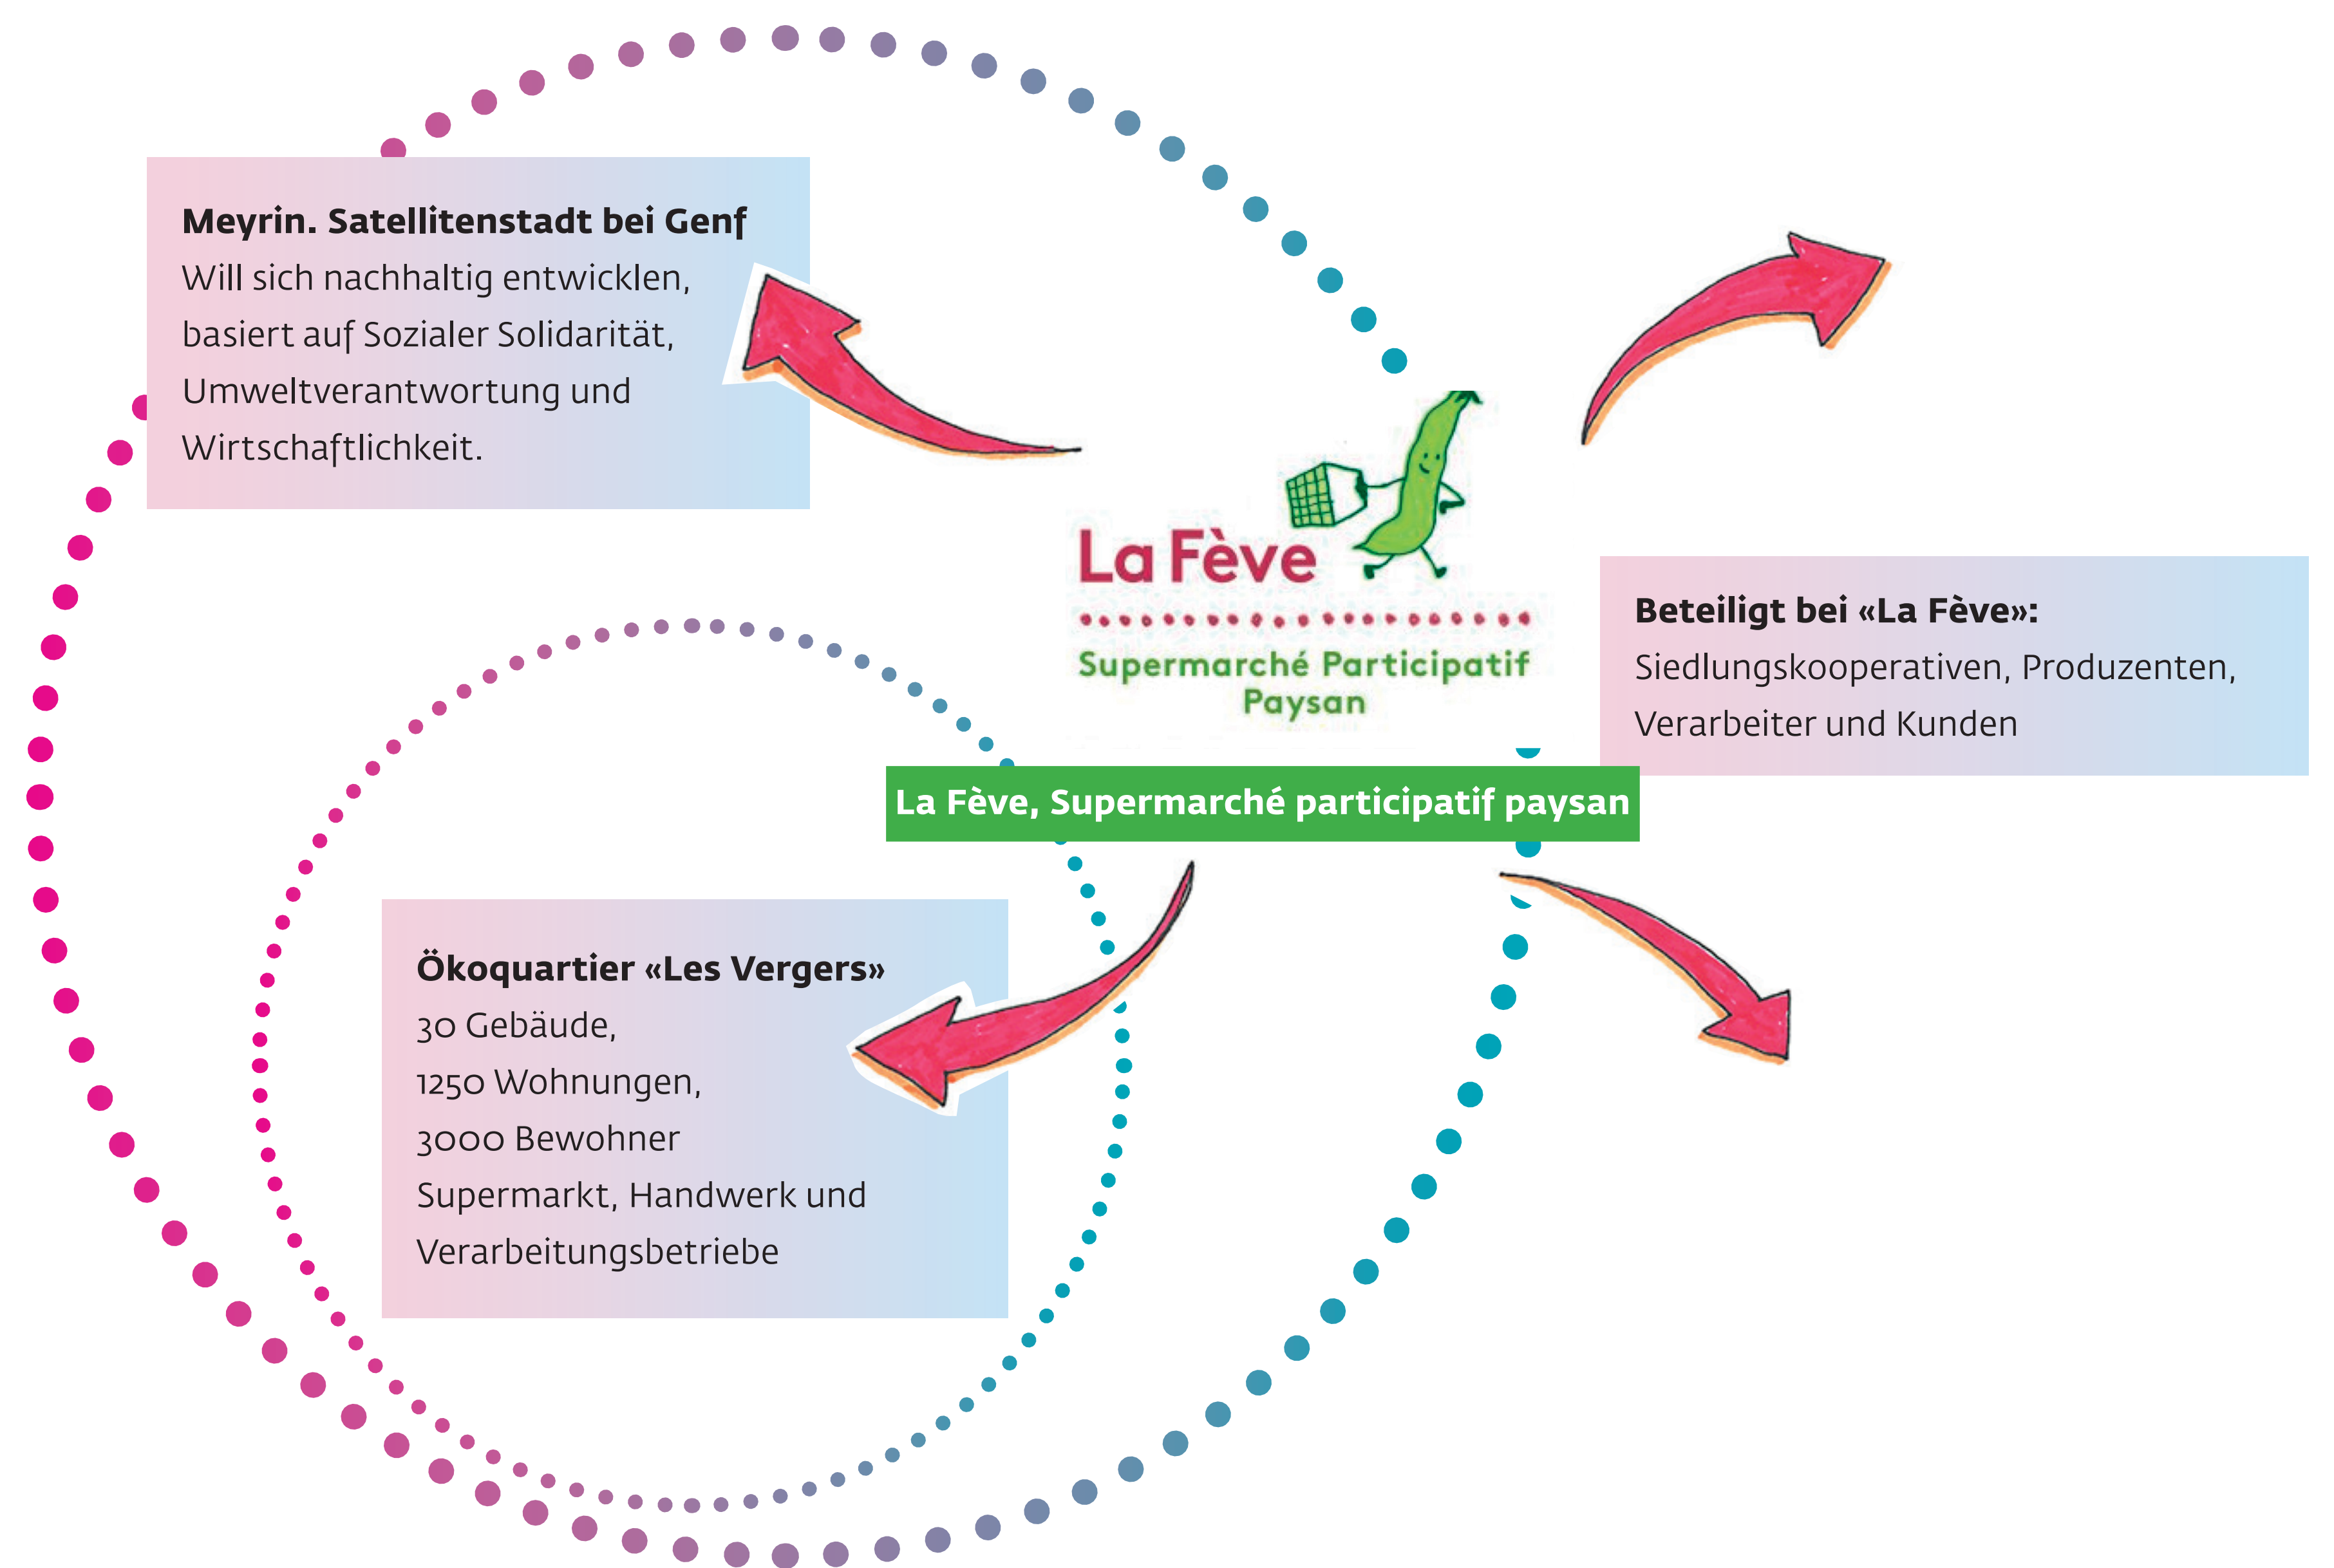 Meyrin. Satellitenstadt bei Genf
Will sich nachhaltig entwicklen,
basiert auf Sozialer Solidarität,
Umweltverantwortung und
Wirtschaftlichkeit.
La Fève
Supermarché Participatif
Paysan
Beteiligt bei «La Fève»:
Siedlungskooperativen, Produzenten,
Verarbeiter und Kunden
La Fève, Supermarché participatif paysan
Ökoquartier «Les Vergers»
30 Gebäude,
1250 Wohnungen,
3000 Bewohner
Supermarkt, Handwerk und
Verarbeitungsbetriebe